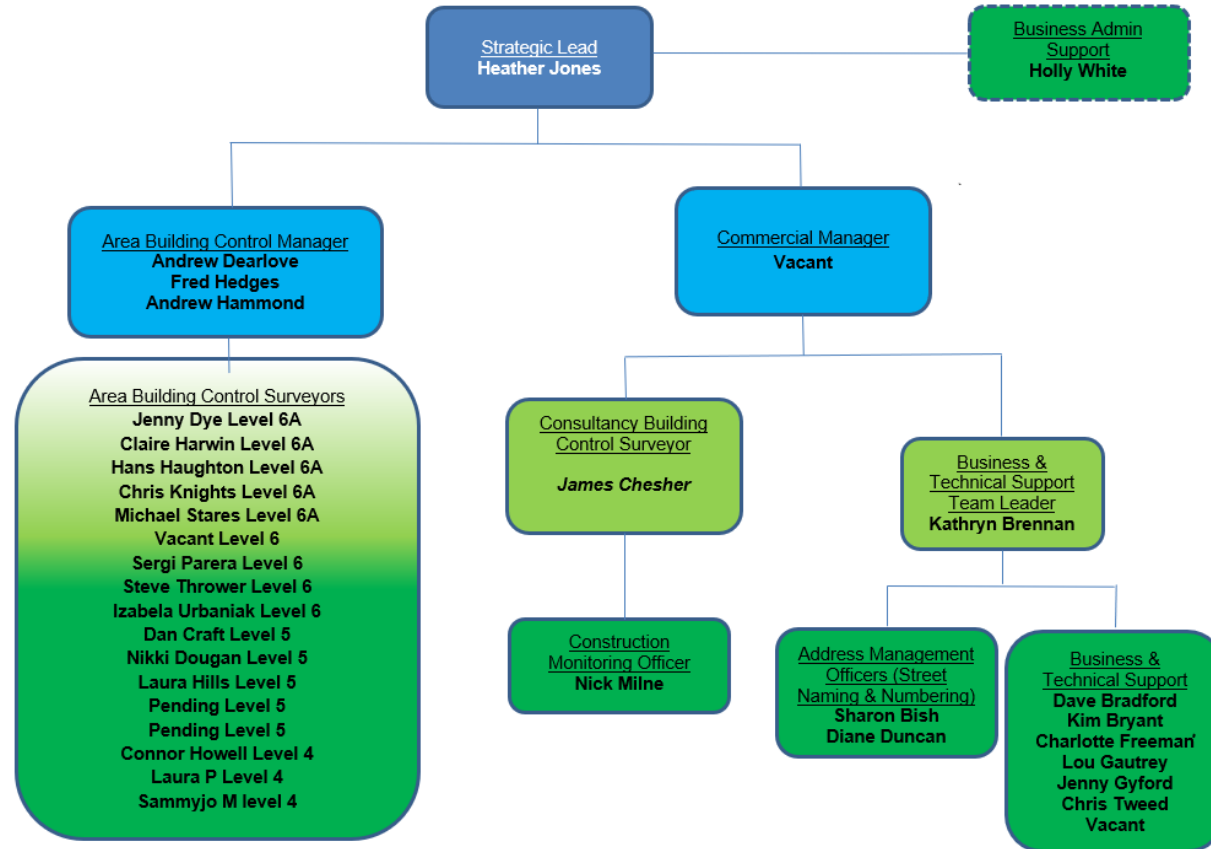 Strategic Lead
Heather Jones
Business Admin
Support
Holly White
Area Building Control Manager
Andrew Dearlove
Fred Hedges
Andrew Hammond
Commercial Manager
Vacant
Area Building Control Surveyors
Jenny Dye Level 6A
Claire Harwin Level 6A
Hans Haughton Level 6A
Chris Knights Level 6A
Michael Stares Level 6A
Vacant Level 6
Sergi Parera Level 6
Steve Thrower Level 6
Izabela Urbaniak Level 6
Dan Craft Level 5
Nikki Dougan Level 5
Laura Hills Level 5
Pending Level 5
Pending Level 5
Connor Howell Level 4
Laura P Level 4
Sammyjo M level 4
Consultancy Building
Control Surveyor
James Chesher
Business &
Technical Support
Team Leader
Kathryn Brennan
Construction
Monitoring Officer
Nick Milne
Address Management
Officers (Street
Naming & Numbering)
Sharon Bish
Diane Duncan
Business &
Technical Support
Dave Bradford
Kim Bryant
Charlotte Freeman'
Lou Gautrey
Jenny Gyford
Chris Tweed
Vacant